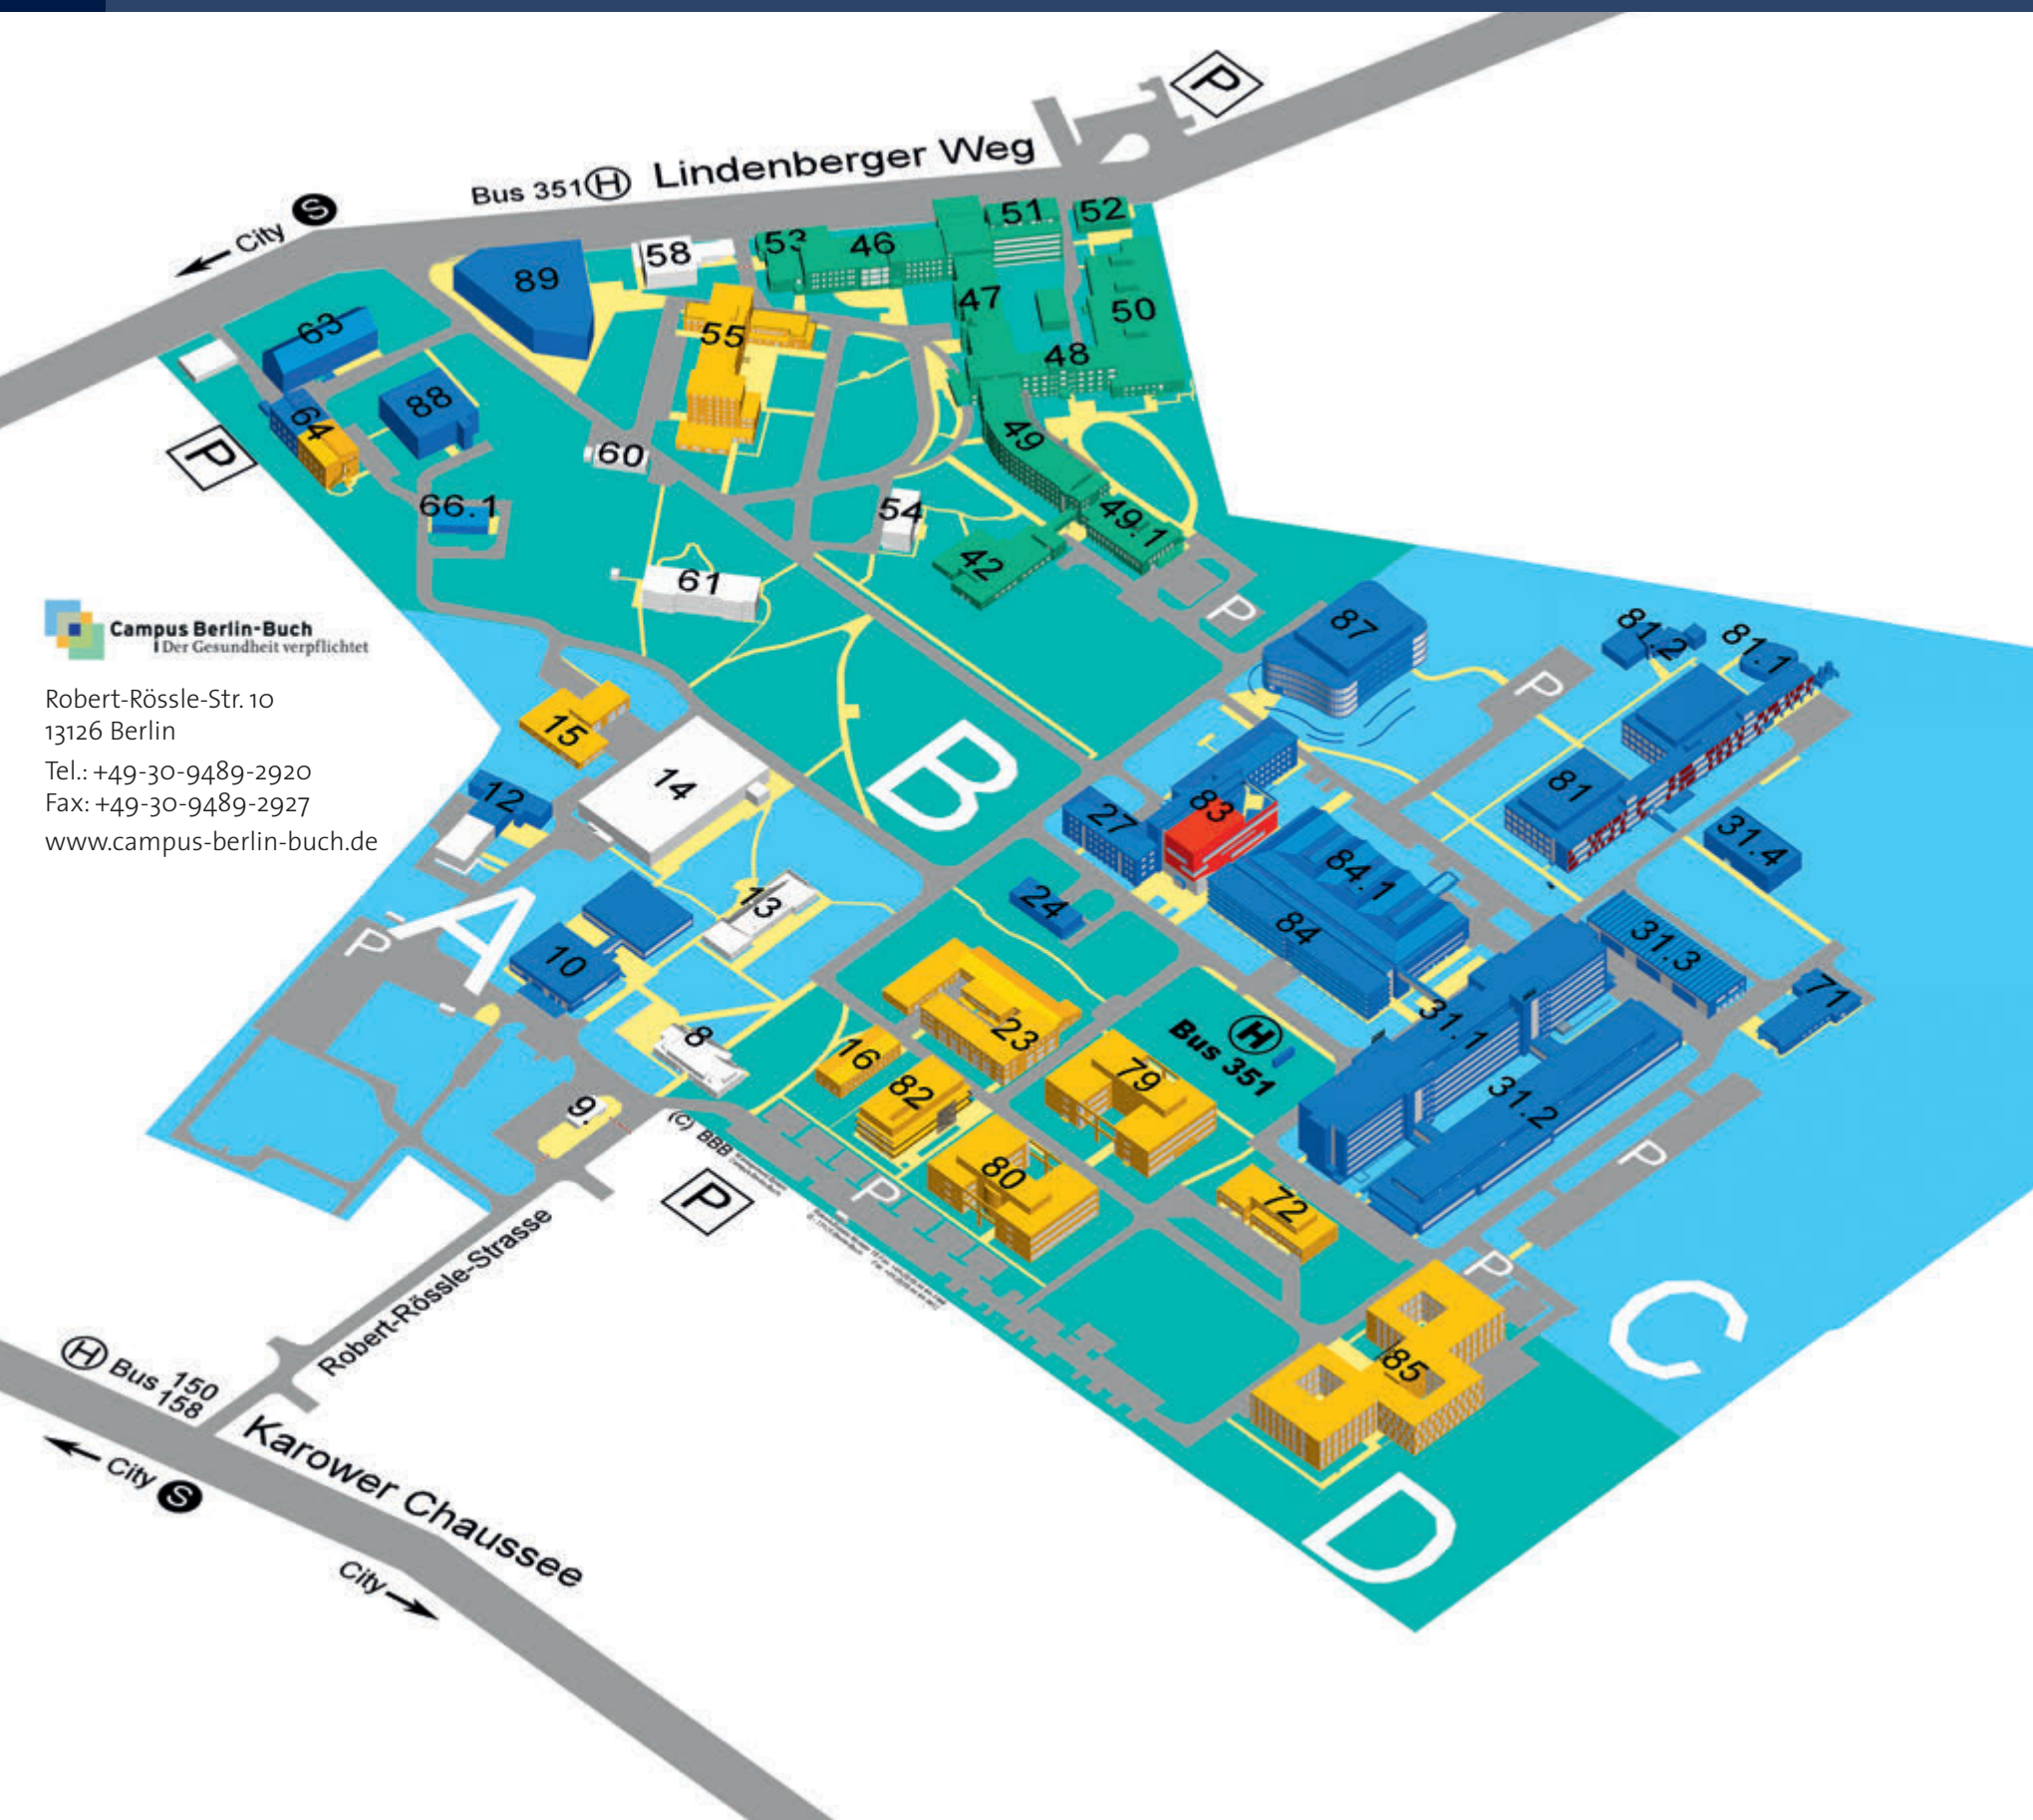 P
Lindenberger Weg
Bus 351 H
City S
51
52
53
46
58
89
47
50
63
55
48
88
64
49
60
P
66.1
54
49.1
42
61
P
87
81.2
81.1
Campus Berlin-Buch
Der Gesundheit verpflichtet
Robert-Rössle-Str. 10
13126 Berlin
Tel.: +49-30-9489-2920
Fax: +49-30-9489-2927
www.campus-berlin-buch.de
P
15
14
B
12
81
83
27
31.4
84.1
13
24
A
P
10
84
31.3
71
31.1
23
H
Bus 351
8
16
79
82
31.2
9
(C) BBB
P
P
80
P
72
Robert-Rössle-Strasse
P
C
85
H Bus 150
158
Karower Chaussee
City S
D
City